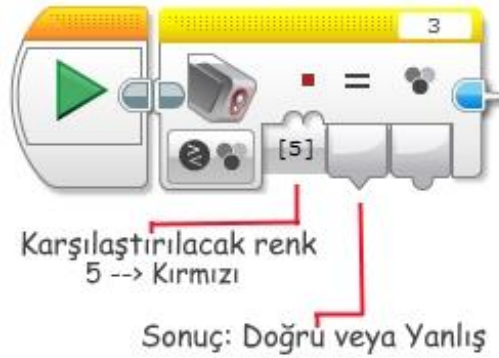 3
[5]
Karşılaştırılacak renk
5 --> Kırmızı
Sonuç: Doğru veya Yanlış